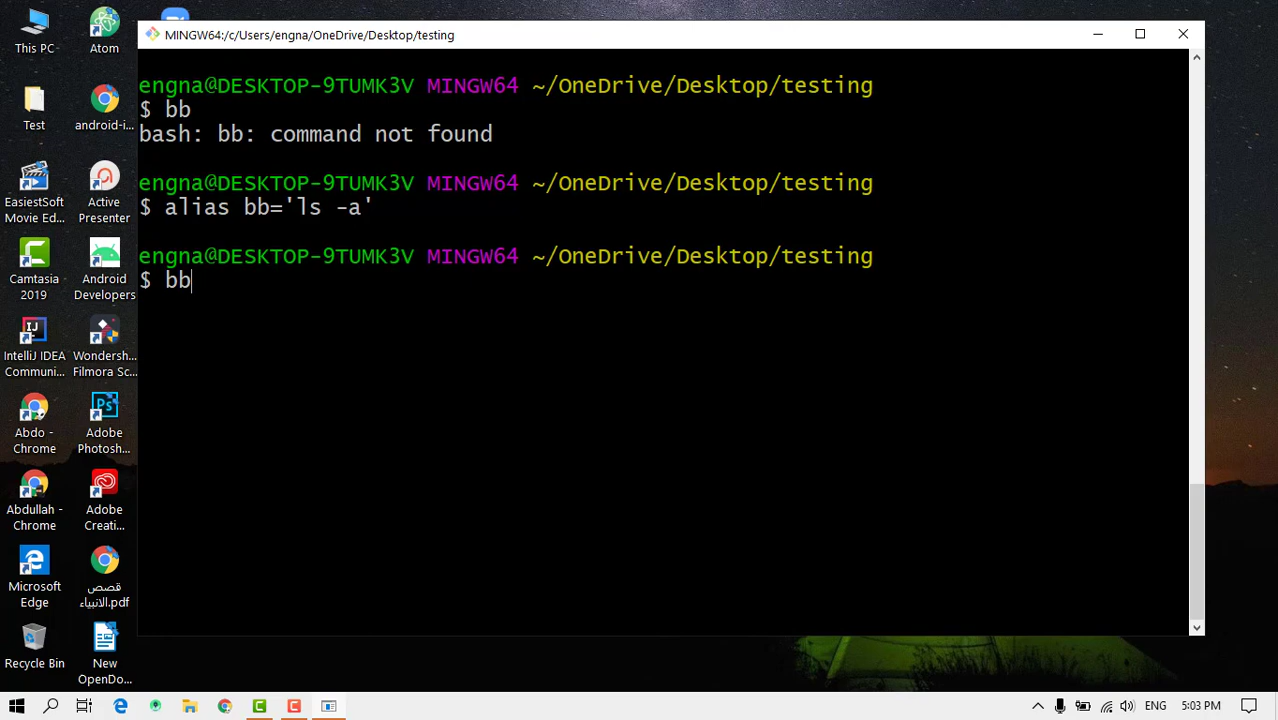 MINGW64:/c/Users/engna/OneDrive/Desktop/testing
engna@DESKTOP-9TUMK3V MINGW64 ~/OneDrive/Desktop/testing
$ bb
bash: bb: command not found
engna@DESKTOP-9TUMK3V MINGW64 ~/OneDrive/Desktop/testing
$ alias bb='ls -a'
engna@DESKTOP-9TUMK3V MINGW64 ~/OneDrive/Desktop/testing
$ bb
This PC
Atom
Test
android-i...
EasiestSoft
Movie Ed...
Active
Presenter
Camtasia
2019
Android
Developers
IntelliJ IDEA
Communi...
Wondersh...
Filmora Sc...
Abdo -
Chrome
Adobe
Photosh...
Abdullah -
Chrome
Adobe
Creati...
Microsoft
Edge
قصص
الانبياء.pdf
Recycle Bin
New
OpenDo...
ENG
5:03 PM